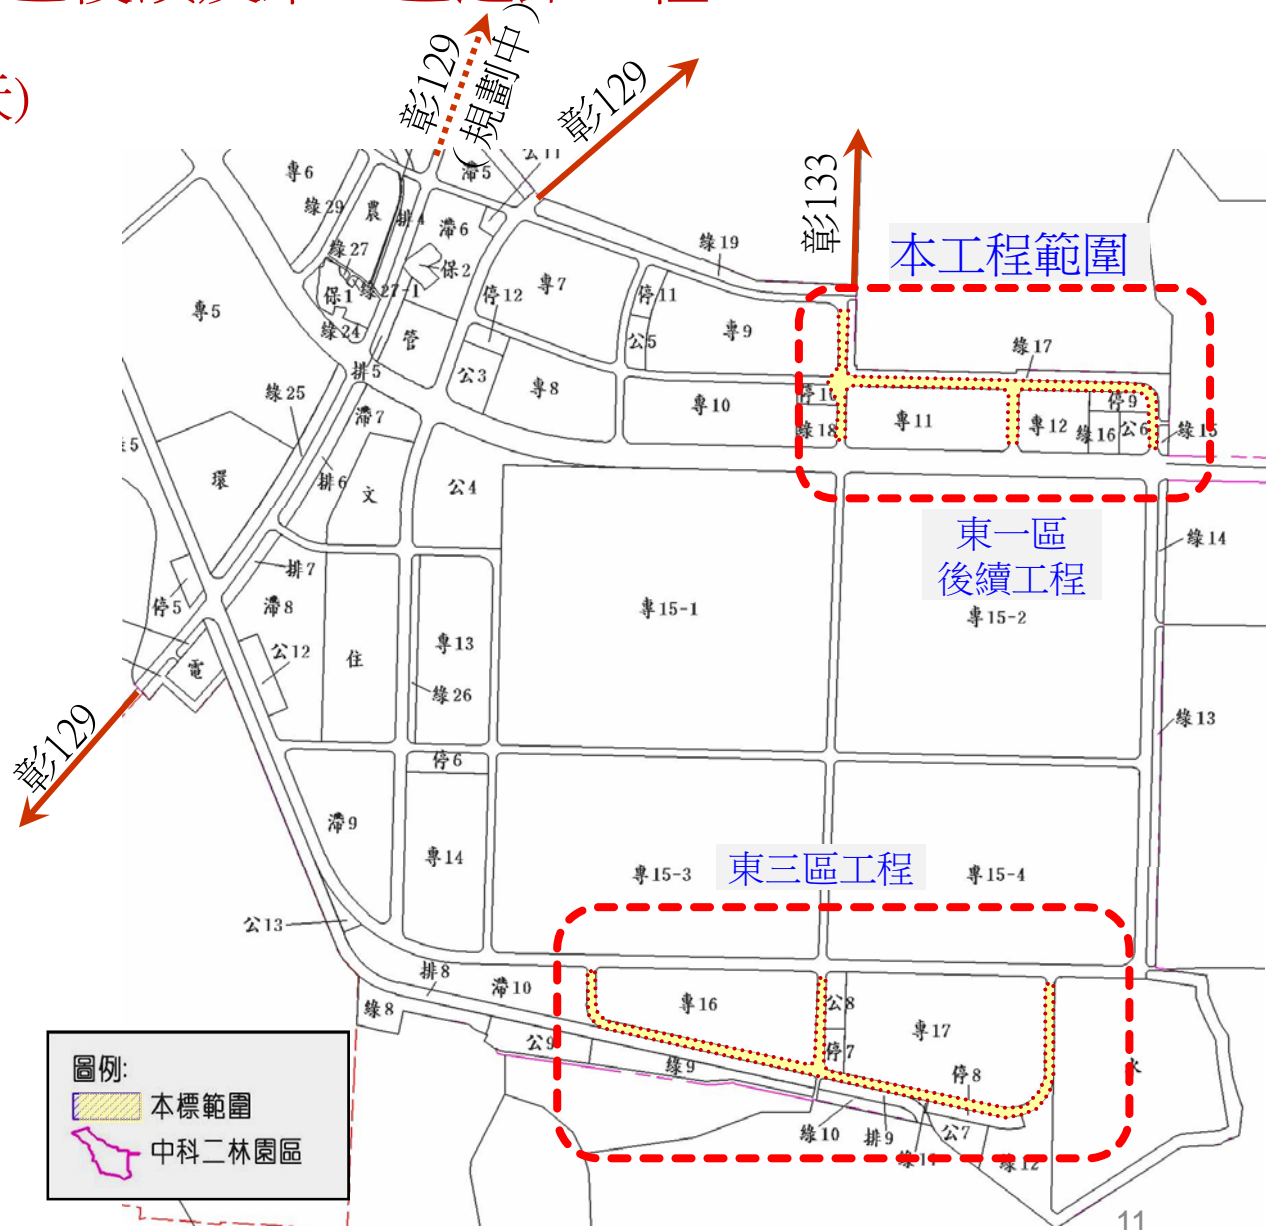 彰129
（規劃中）
彰129
彰133
本工程範圍
專6
綠29
農
排4
滯5
公11
滯6
綠19
綠27
保2
保1
綠27-1
綠24
停12
專7
停11
專5
管
公5
專9
綠17
排5
公3
專8
綠25
專10
停10
專11
停9
滯7
綠18
專12
綠16
公6
綠15
環
排6
文
公4
東一區
後續工程
綠14
排7
停5
滯8
專15-1
專15-2
公12
住
專13
電
綠26
綠13
彰129
停6
滯9
專14
專15-3
東三區工程
專15-4
公13
排8
滯10
專16
公8
專17
綠8
公9
停7
綠9
停8
綠10
排9
公7
綠12
圖例:
本標範圍
中科二林園區
11